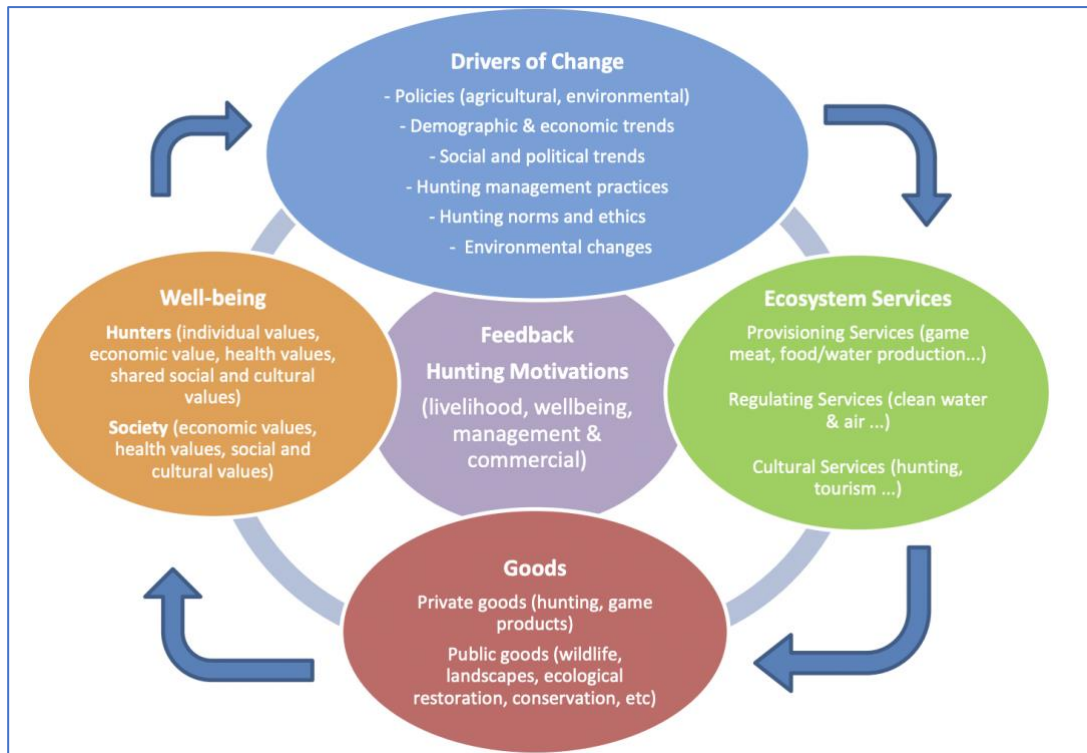 Drivers of Change
- Policies (agricultural, environmental)
- Demographic & economic trends
- Social and political trends
- Hunting management practices
- Hunting norms and ethics
- Environmental changes
Well-being
Hunters (individual values,
economic value, health values,
shared social and cultural
values)
Society (economic values,
health values, social and
cultural values)
Feedback
Hunting Motivations
(livelihood, wellbeing,
management &
commercial)
Ecosystem Services
Provisioning Services (game
meat, food/water production...)
Regulating Services (clean water
& air ...)
Cultural Services (hunting,
tourism ...)
Goods
Private goods (hunting, game
products)
Public goods (wildlife,
landscapes, ecological
restoration, conservation, etc)